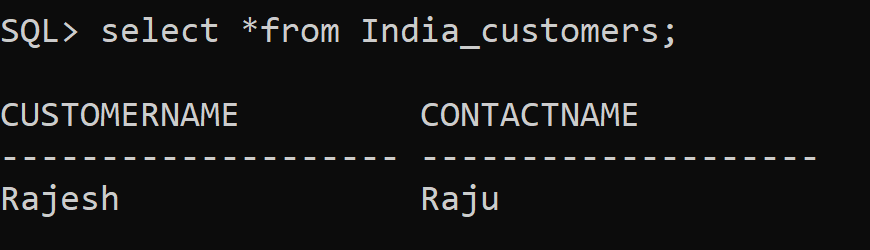 SQL> select *from India_customers;
CUSTOMERNAME         CONTACTNAME
-------------------- --------------------
Rajesh               Raju